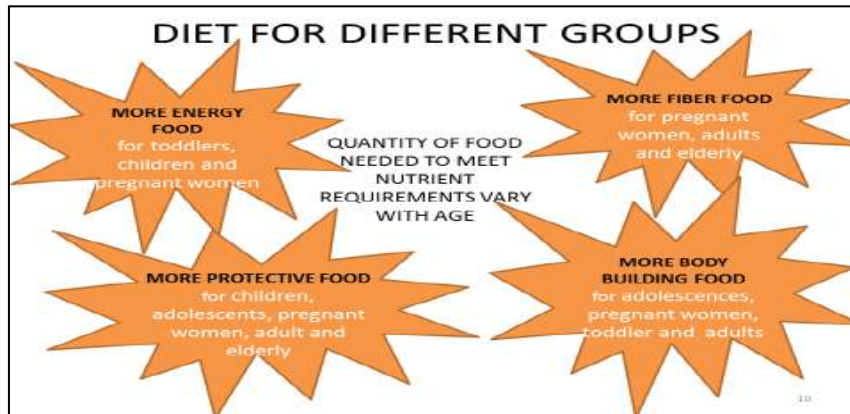 DIET FOR DIFFERENT GROUPS
MORE ENERGY
FOOD
for toddlers,
children and
pregnant women
QUANTITY OF FOOD
NEEDED TO MEET
NUTRIENT
REQUIREMENTS VARY
WITH AGE
MORE FIBER FOOD
for pregnant
women, adults
and elderly
MORE PROTECTIVE FOOD
for children,
adolescents, pregnant
women, adult and
elderly
MORE BODY
BUILDING FOOD
for adolescences,
pregnant women,
toddler and adults
10